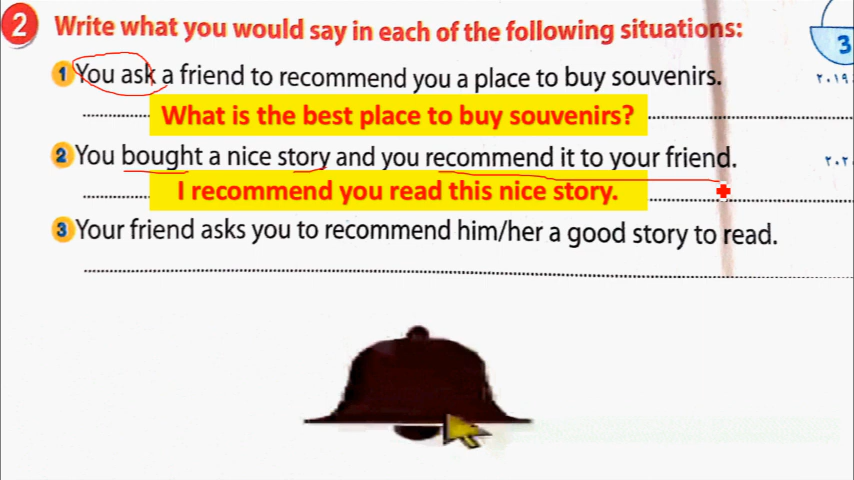 2 Write what you would say in each of the following situations:
3
1 You ask a friend to recommend you a place to buy souvenirs.
٢٠١٩
What is the best place to buy souvenirs?
2 You bought a nice story and you recommend it to your friend.
٢٠٢
I recommend you read this nice story.
3 Your friend asks you to recommend him/her a good story to read.